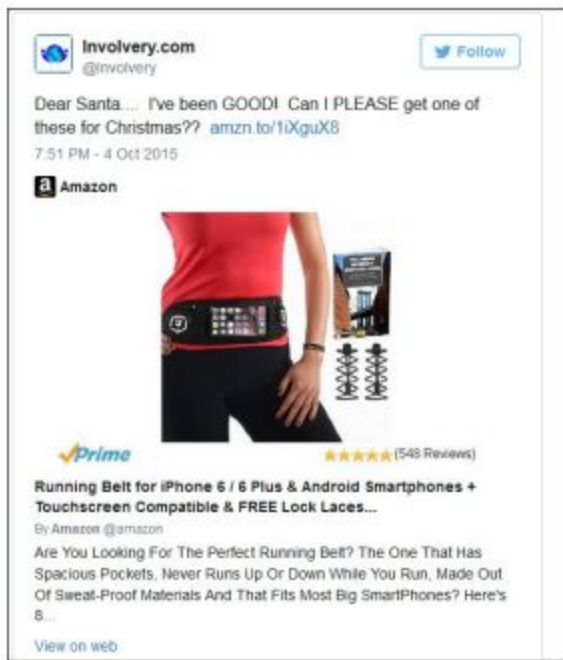 Involvery.com
@Involvery
Follow
Dear Santa.... I've been GOOD! Can I PLEASE get one of
these for Christmas?? amzn.to/1iXguX8
7:51 PM - 4 Oct 2015
a Amazon
Prime
(548 Reviews)
Running Belt for iPhone 6 / 6 Plus & Android Smartphones +
Touchscreen Compatible & FREE Lock Laces...
By Amazon @amazon
Are You Looking For The Perfect Running Belt? The One That Has
Spacious Pockets, Never Runs Up Or Down While You Run, Made Out
Of Sweat-Proof Materials And That Fits Most Big SmartPhones? Here's
8...
View on web